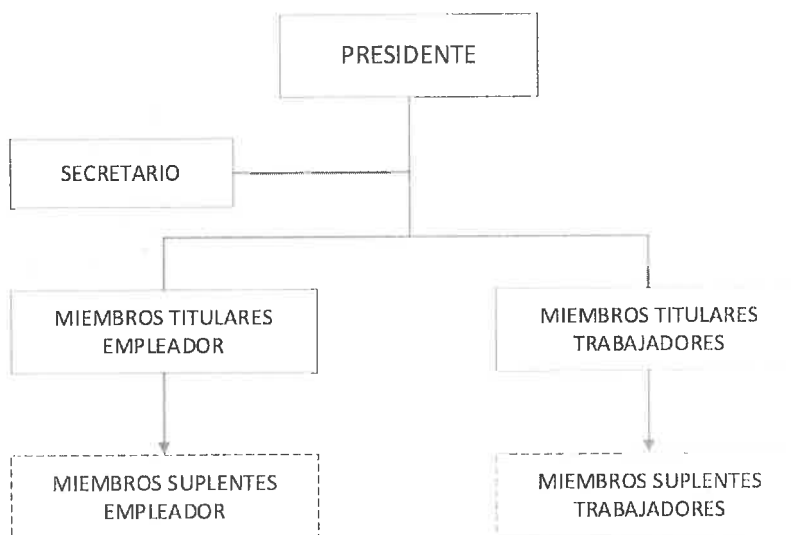 PRESIDENTE
SECRETARIO
MIEMBROS TITULARES
EMPLEADOR
MIEMBROS TITULARES
TRABAJADORES
MIEMBROS SUPLENTES
EMPLEADOR
MIEMBROS SUPLENTES
TRABAJADORES